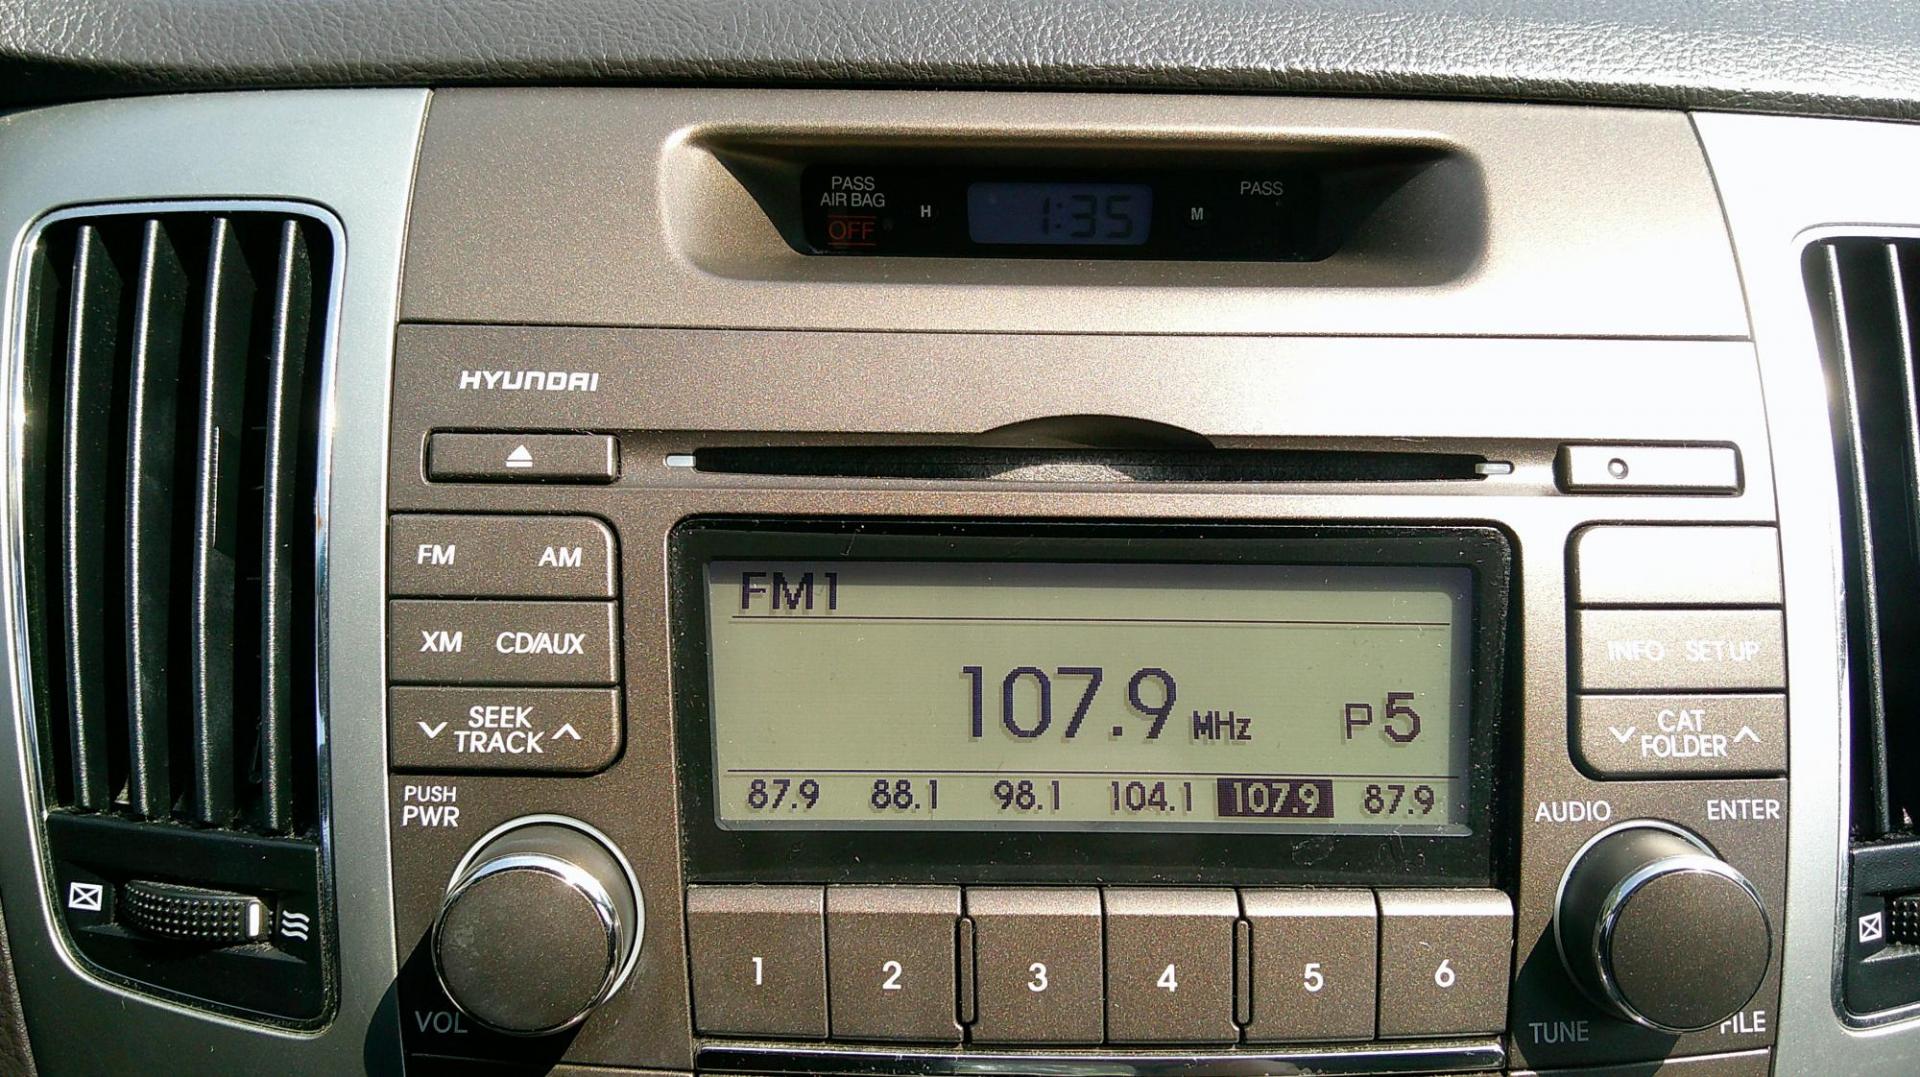 PASS
AIR BAG
OFF
H
1:35
M
PASS
HYUNDAI
FM AM
XM CD/AUX
SEEK
TRACK
PUSH
PWR
VOL
FM1
107.9 MHz P5
87.9 88.1 98.1 104.1 107.9 87.9
1 2 3 4 5 6
INFO SETUP
CAT
FOLDER
AUDIO ENTER
TUNE FILE